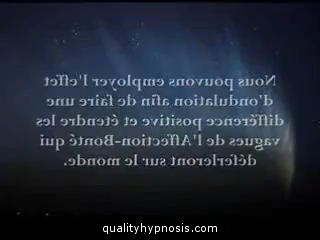 Nous pouvons employer l'effet
d'ondulation afin de faire une
différence positive et étendez les
vagues de l'Affection-Bonté qui
déferleront sur le monde.
qualityhypnosis.com